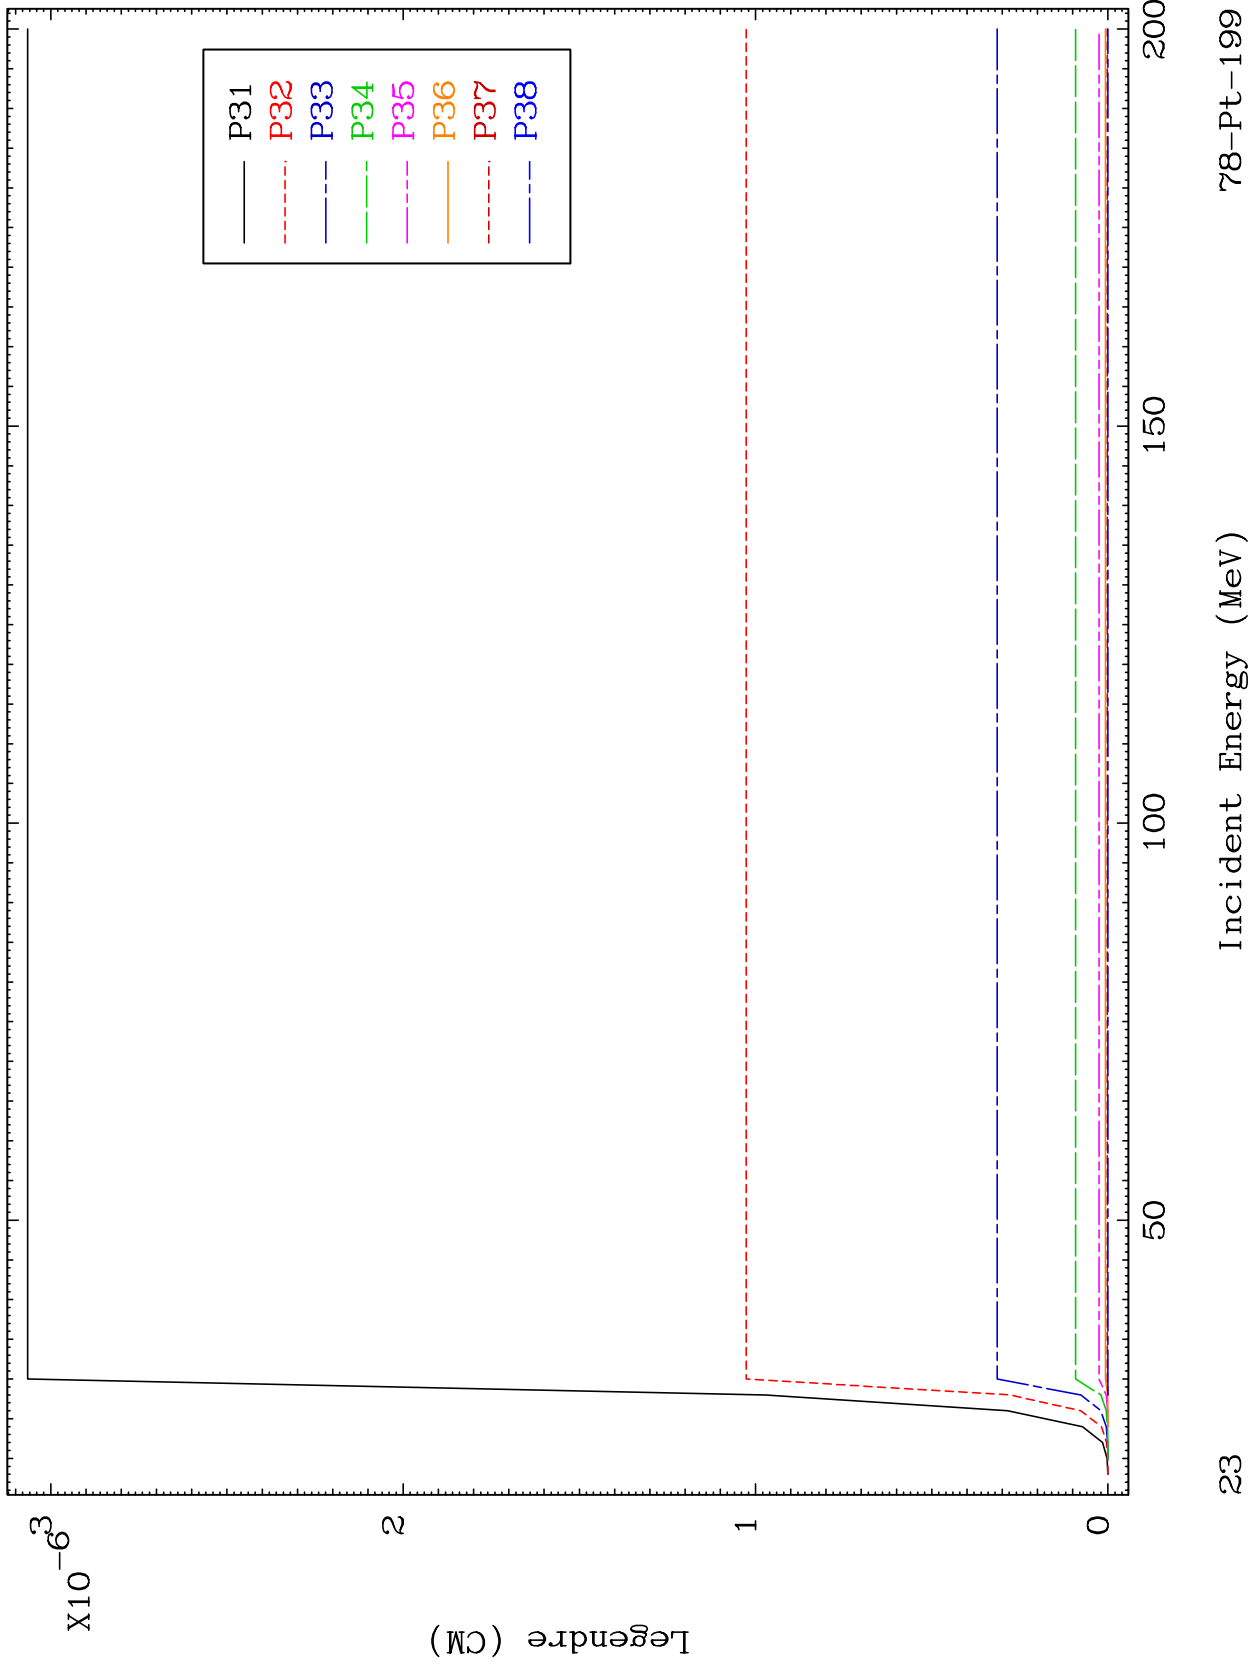 X10
-6
3
2
1
0
Legendre (CM)
P31
P32
P33
P34
P35
P36
P37
P38
50
100
150
200
Incident Energy (MeV)
23
78-Pt-199